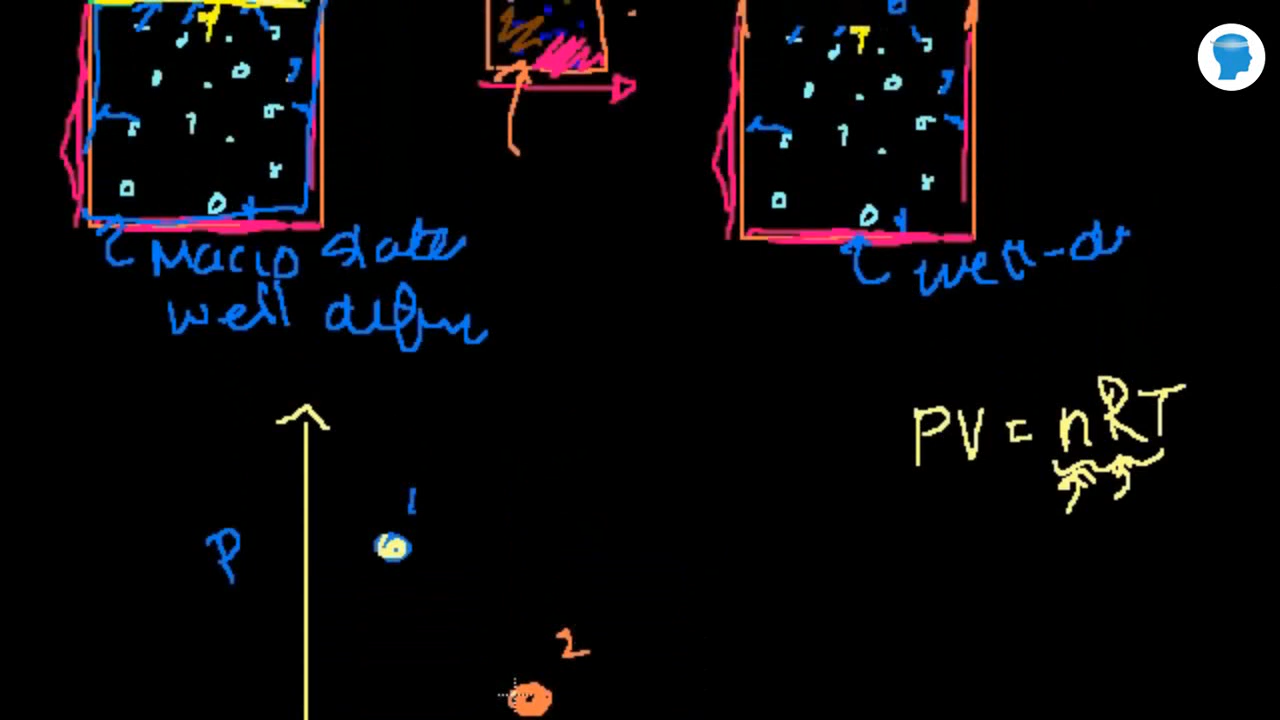 Macro state
well defin
well-d
PV = nRT
P
1
2